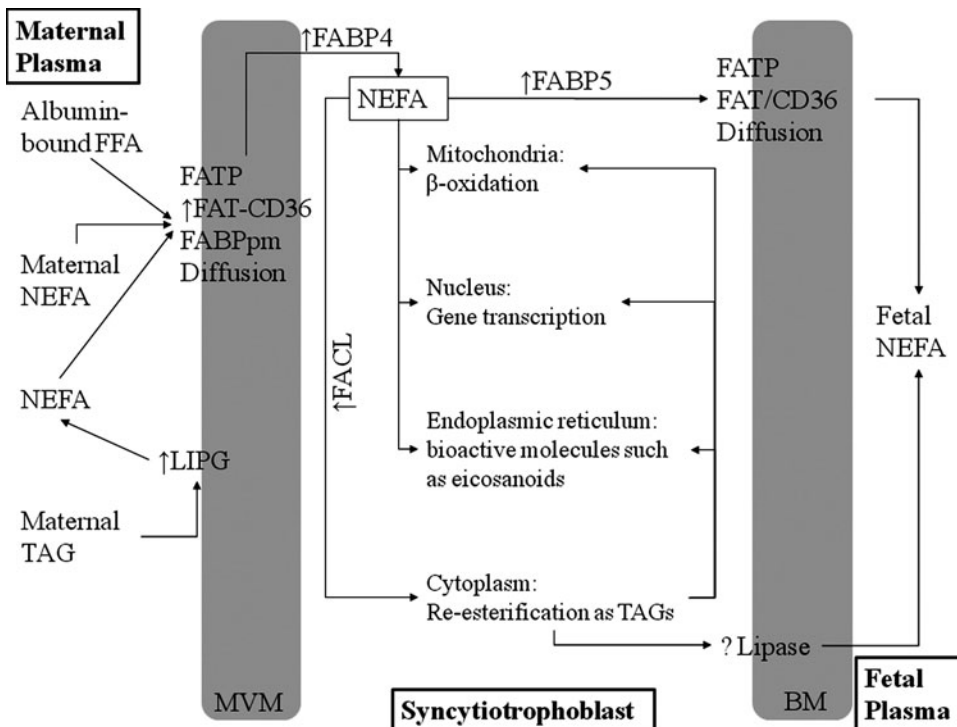 Maternal
Plasma
Albumin-
bound FFA
Maternal
NEFA
NEFA
↑LIPG
Maternal
TAG
FATP
↑FAT-CD36
FABPpm
Diffusion
MVM
↑FABP4
NEFA
↑FABP5
↑FACL
Mitochondria:
β-oxidation
Nucleus:
Gene transcription
Endoplasmic reticulum:
bioactive molecules such
as eicosanoids
Cytoplasm:
Re-esterification as TAGs
? Lipase
Syncytiotrophoblast
FATP
FAT/CD36
Diffusion
BM
Fetal
NEFA
Fetal
Plasma